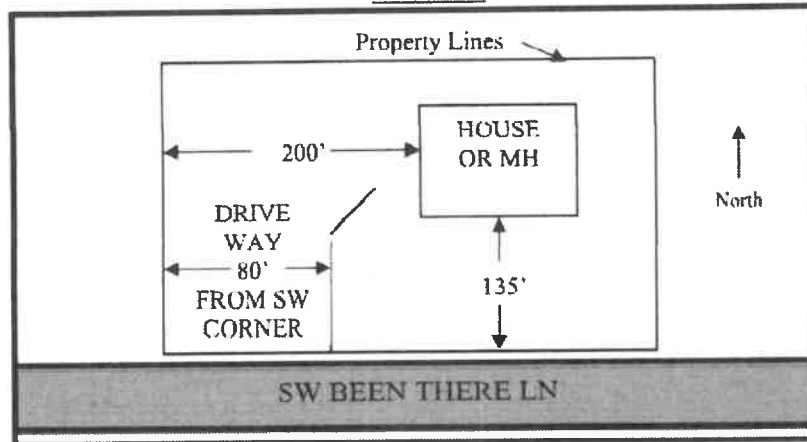 Property Lines
HOUSE
OR MH
200'
North
DRIVE
WAY
80'
FROM SW
CORNER
135'
SW BEEN THERE LN